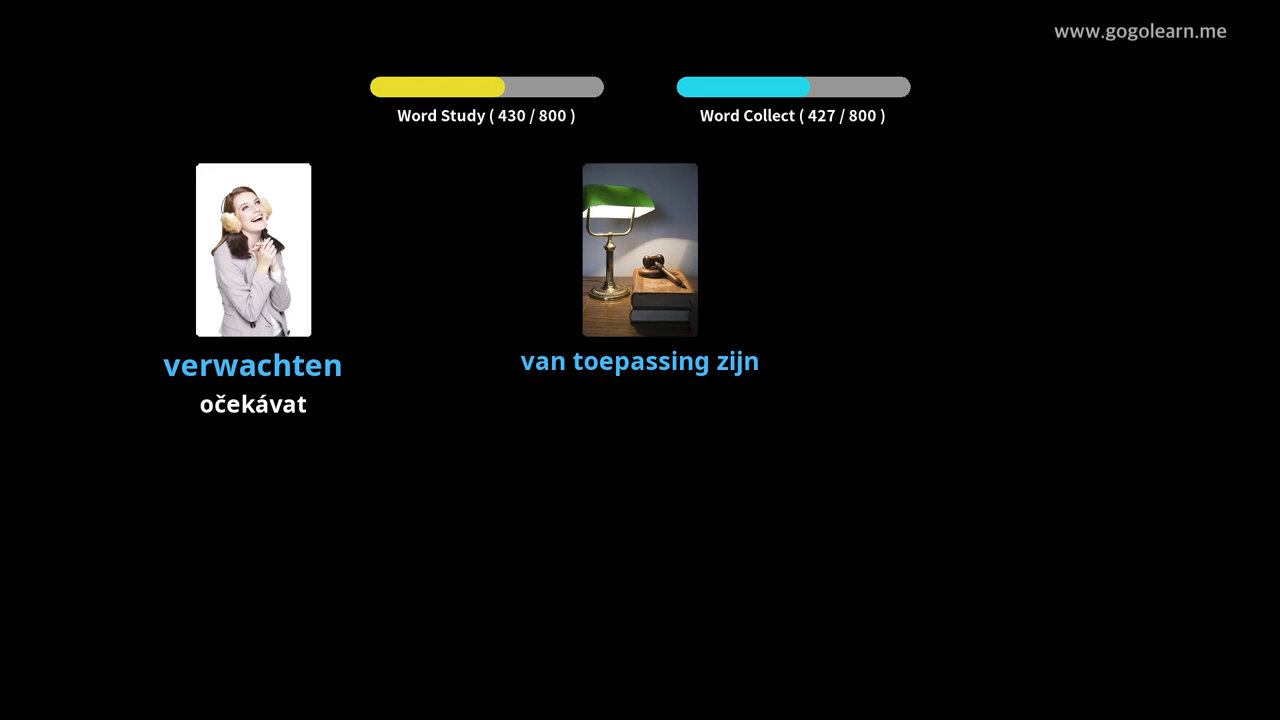 www.gogolearn.me
Word Study ( 430 / 800 )
Word Collect ( 427 / 800 )
verwachten
očekávat
van toepassing zijn